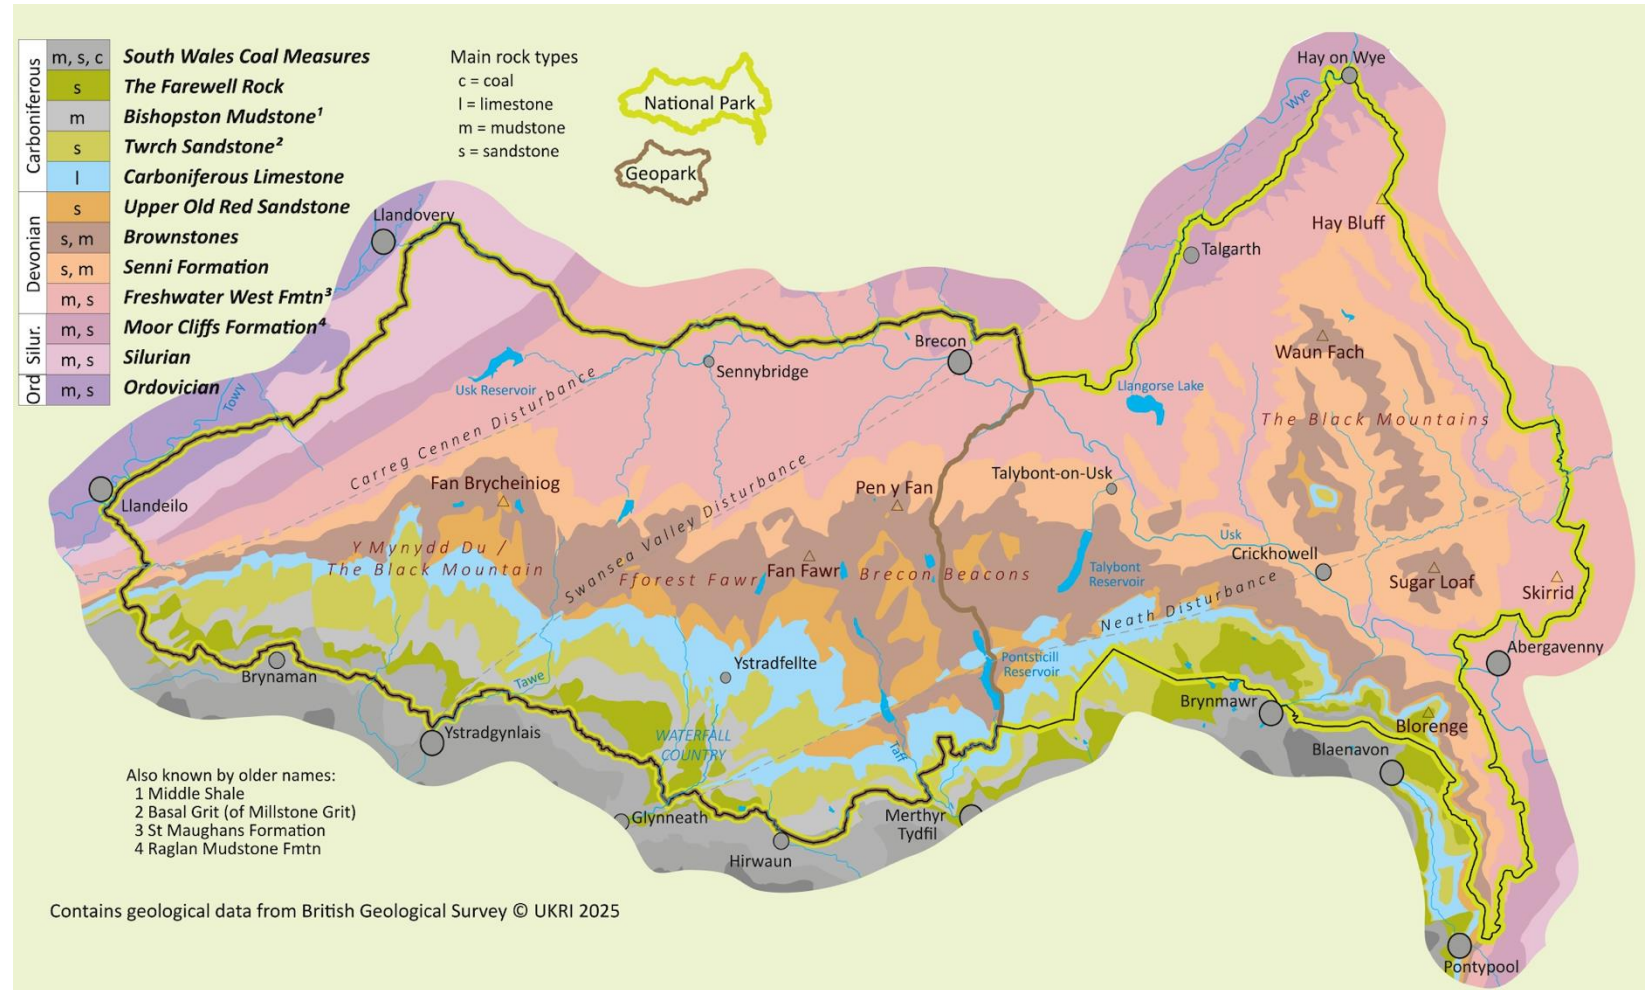 Carboniferous
Devonian
Silur.
Ord
m, s, c South Wales Coal Measures
s The Farewell Rock
m Bishopston Mudstone¹
s Twrch Sandstone²
l Carboniferous Limestone
s Upper Old Red Sandstone
s, m Brownstones
s, m Senni Formation
m, s Freshwater West Fmtn³
m, s Moor Cliffs Formation⁴
m, s Silurian
m, s Ordovician
Main rock types
c = coal
l = limestone
m = mudstone
s = sandstone
National Park
Geopark
Hay on Wye
Wye
Llandovery
Hay Bluff
Talgarth
Brecon
Waun Fach
Sennybridge
Usk Reservoir
Llangorse Lake
Towy
The Black Mountains
Carreg Cennen Disturbance
Fan Brycheiniog
Pen y Fan
Talybont-on-Usk
Llandeilo
Swansea Valley Disturbance
Usk
Y Mynydd Du /
The Black Mountain
Crickhowell
Fforest Fawr
Fan Fawr
Brecon Beacons
Talybont
Reservoir
Sugar Loaf
Skirrid
Neath Disturbance
Abergavenny
Ystradfellte
Pontsticill
Reservoir
Brynaman
Tawe
Brynmawr
Ystradgynlais
WATERFALL
COUNTRY
Taff
Blorenge
Blaenavon
Glynneath
Merthyr
Tydfil
Hirwaun
Pontypool
Also known by older names:
1 Middle Shale
2 Basal Grit (of Millstone Grit)
3 St Maughans Formation
4 Raglan Mudstone Fmtn
Contains geological data from British Geological Survey © UKRI 2025